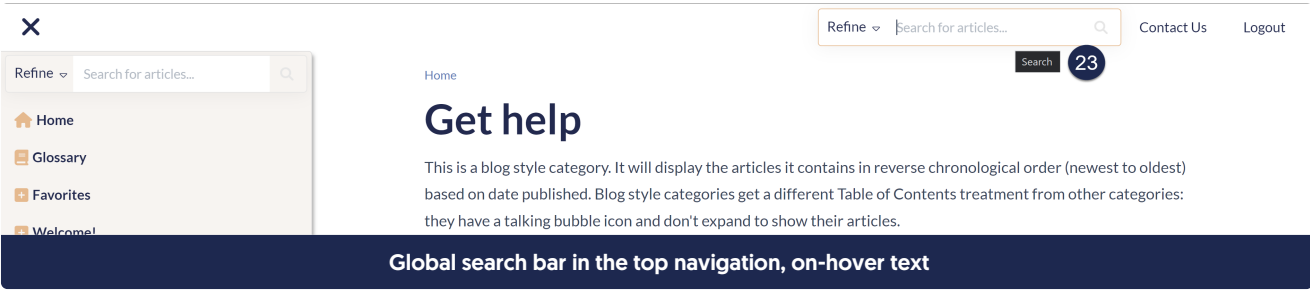 Refine Search for articles... Contact Us Logout
Search 23
Refine Search for articles...
Home
Glossary
Favorites
Welcome!
Home
Get help
This is a blog style category. It will display the articles it contains in reverse chronological order (newest to oldest)
based on date published. Blog style categories get a different Table of Contents treatment from other categories:
they have a talking bubble icon and don't expand to show their articles.
Global search bar in the top navigation, on-hover text